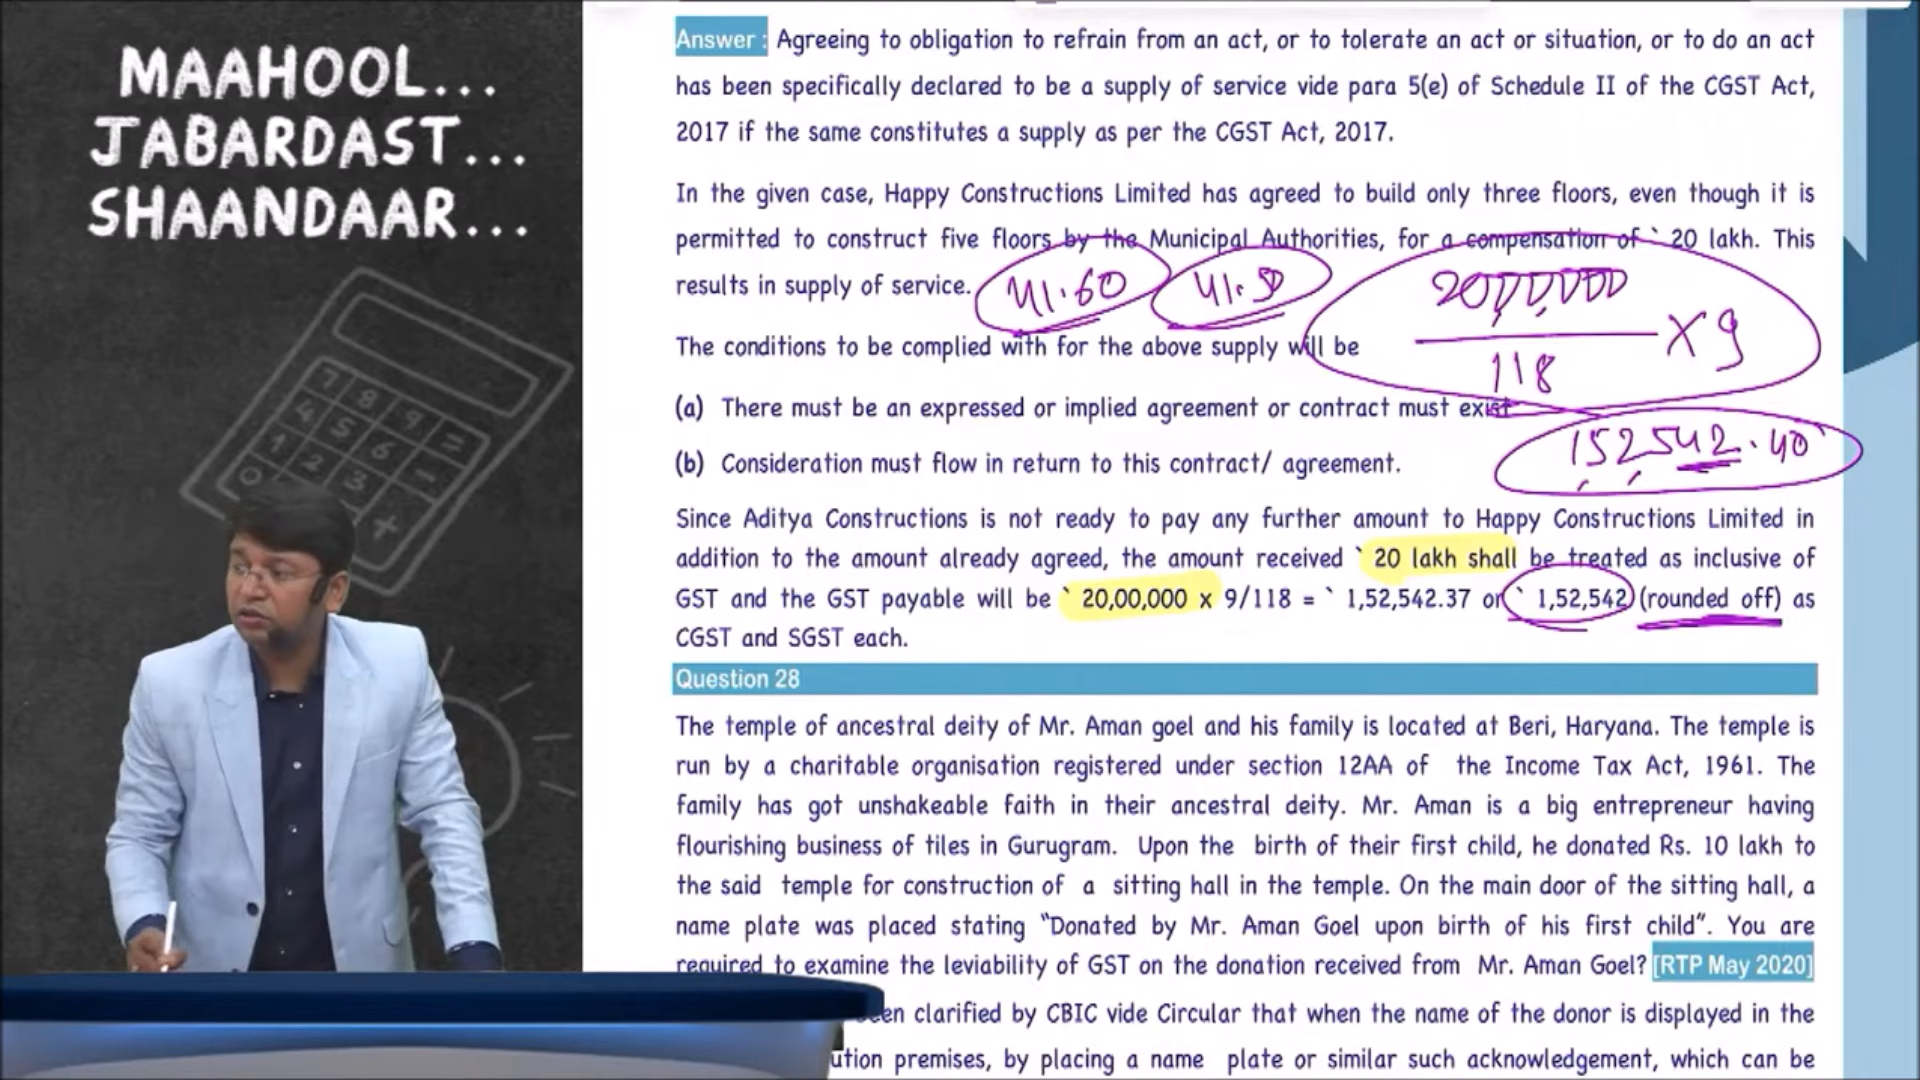 MAAHOOL...
JABARDAST...
SHAANDAAR...
7 8 9 =
4 5 6 -
1 2 3 +
0
Answer : Agreeing to obligation to refrain from an act, or to tolerate an act or situation, or to do an act
has been specifically declared to be a supply of service vide para 5(e) of Schedule II of the CGST Act,
2017 if the same constitutes a supply as per the CGST Act, 2017.
In the given case, Happy Constructions Limited has agreed to build only three floors, even though it is
permitted to construct five floors by the Municipal Authorities, for a compensation of ` 20 lakh. This
results in supply of service.
41.60 41.50
2000000
118
X 9
The conditions to be complied with for the above supply will be
(a) There must be an expressed or implied agreement or contract must exist
152542.40
(b) Consideration must flow in return to this contract/ agreement.
Since Aditya Constructions is not ready to pay any further amount to Happy Constructions Limited in
addition to the amount already agreed, the amount received ` 20 lakh shall be treated as inclusive of
GST and the GST payable will be ` 20,00,000 x 9/118 = ` 1,52,542.37 or ` 1,52,542 (rounded off) as
CGST and SGST each.
Question 28
The temple of ancestral deity of Mr. Aman goel and his family is located at Beri, Haryana. The temple is
run by a charitable organisation registered under section 12AA of the Income Tax Act, 1961. The
family has got unshakeable faith in their ancestral deity. Mr. Aman is a big entrepreneur having
flourishing business of tiles in Gurugram. Upon the birth of their first child, he donated Rs. 10 lakh to
the said temple for construction of a sitting hall in the temple. On the main door of the sitting hall, a
name plate was placed stating “Donated by Mr. Aman Goel upon birth of his first child”. You are
required to examine the leviability of GST on the donation received from Mr. Aman Goel? [RTP May 2020]
clarified by CBIC vide Circular that when the name of the donor is displayed in the
premises, by placing a name plate or similar such acknowledgement, which can be